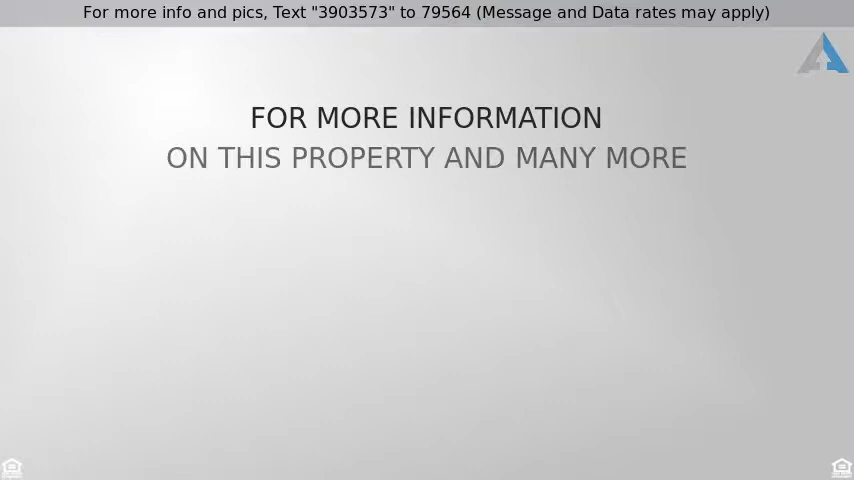 For more info and pics, Text "3903573" to 79564 (Message and Data rates may apply)
FOR MORE INFORMATION
ON THIS PROPERTY AND MANY MORE